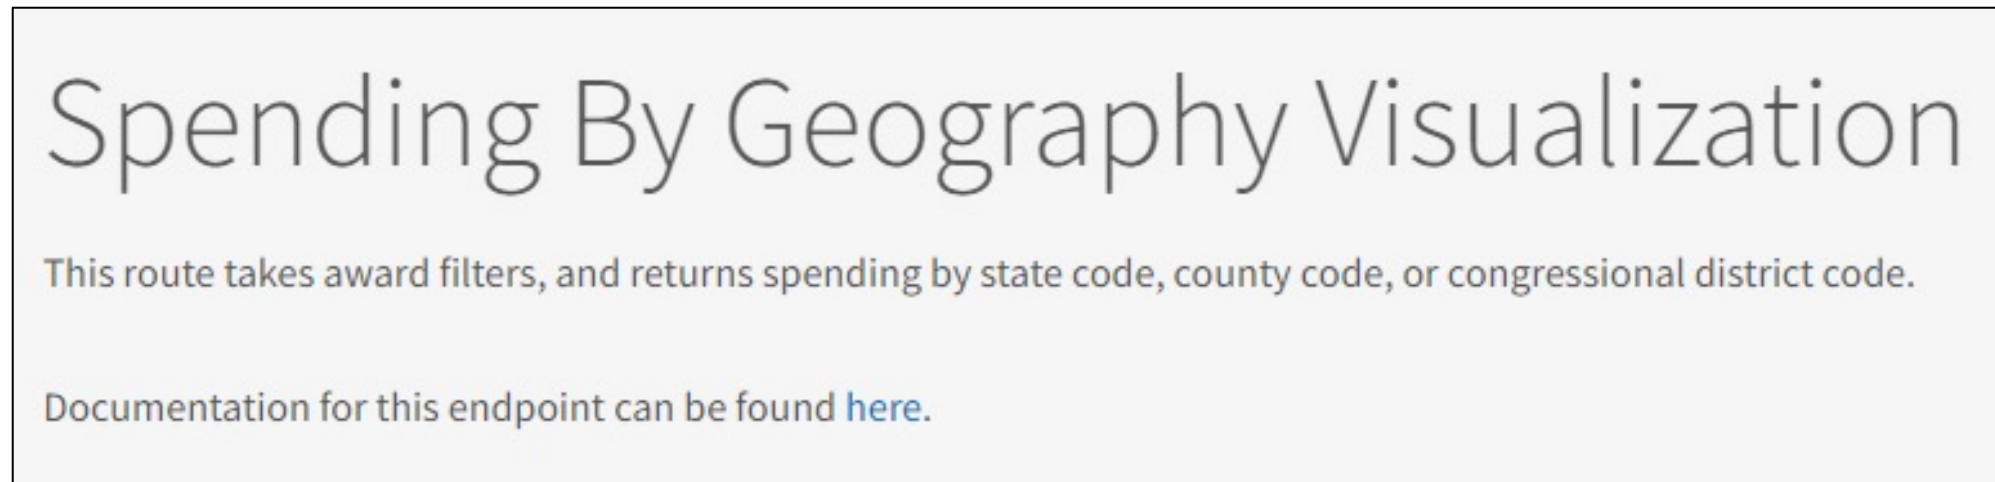 Spending By Geography Visualization
This route takes award filters, and returns spending by state code, county code, or congressional district code.
Documentation for this endpoint can be found here.